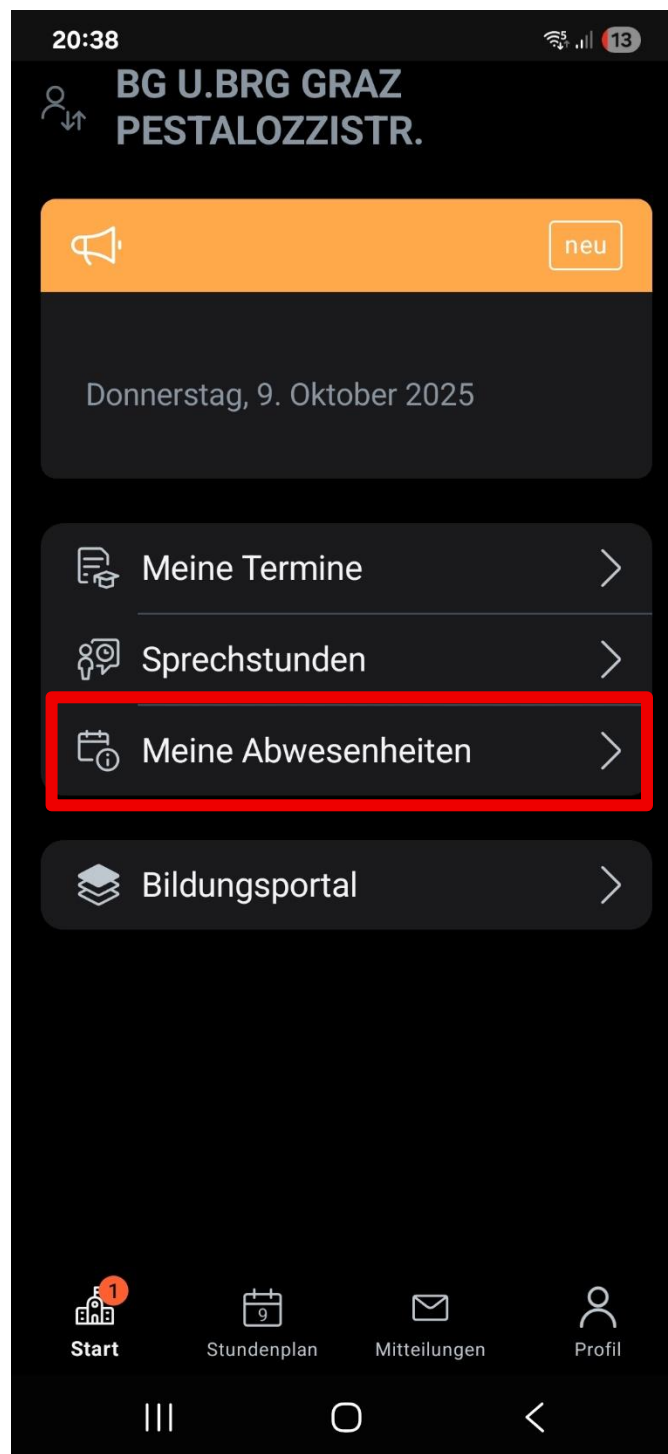 20:38
13
BG U.BRG GRAZ
PESTALOZZISTR.
neu
Donnerstag, 9. Oktober 2025
Meine Termine
Sprechstunden
Meine Abwesenheiten
Bildungsportal
1
9
Start
Stundenplan
Mitteilungen
Profil